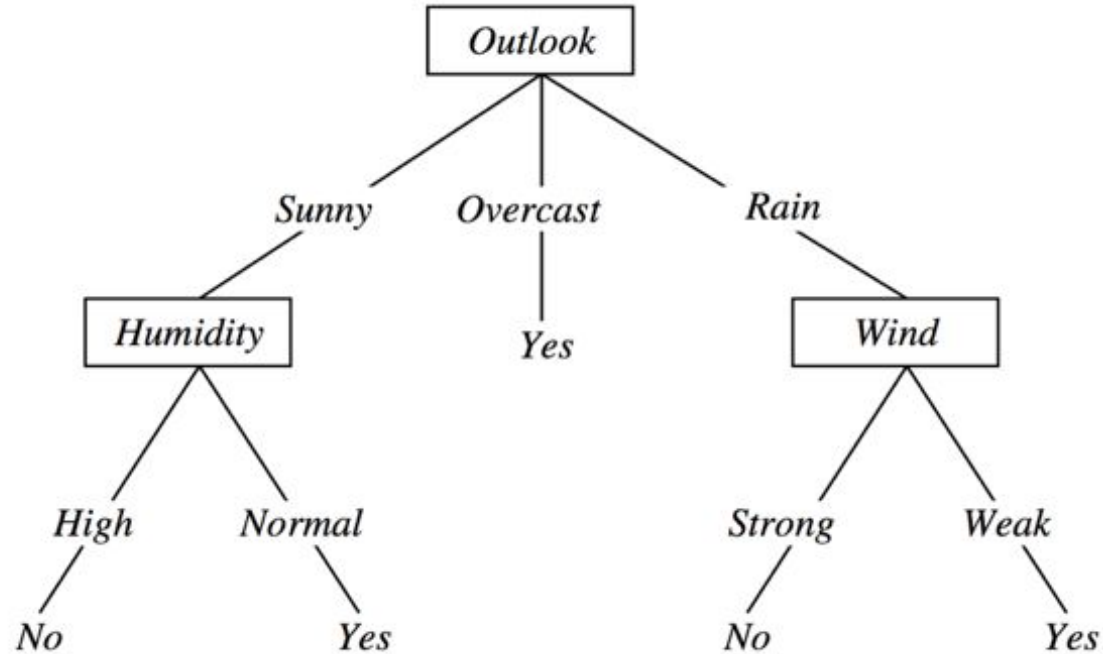 Outlook
Sunny Overcast Rain
Humidity Yes Wind
High Normal Strong Weak
No Yes No Yes